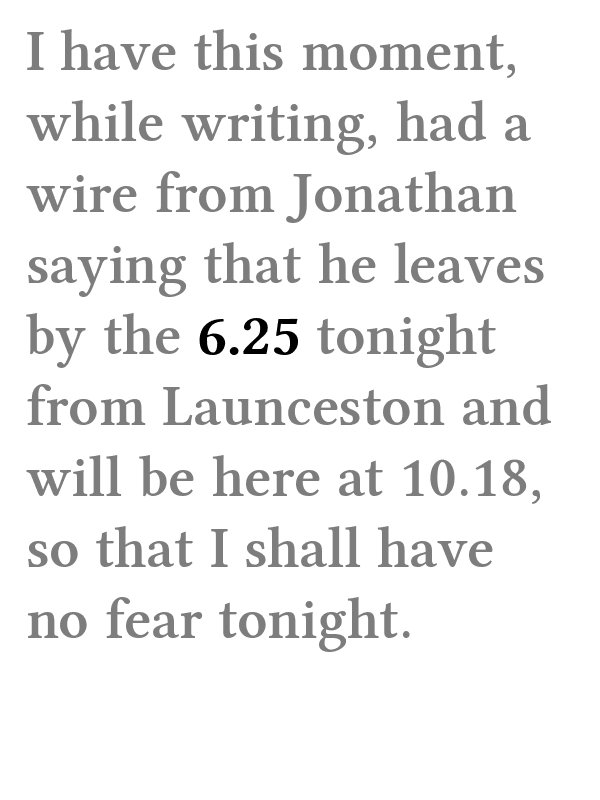 I have this moment,
while writing, had a
wire from Jonathan
saying that he leaves
by the 6.25 tonight
from Launceston and
will be here at 10.18,
so that I shall have
no fear tonight.